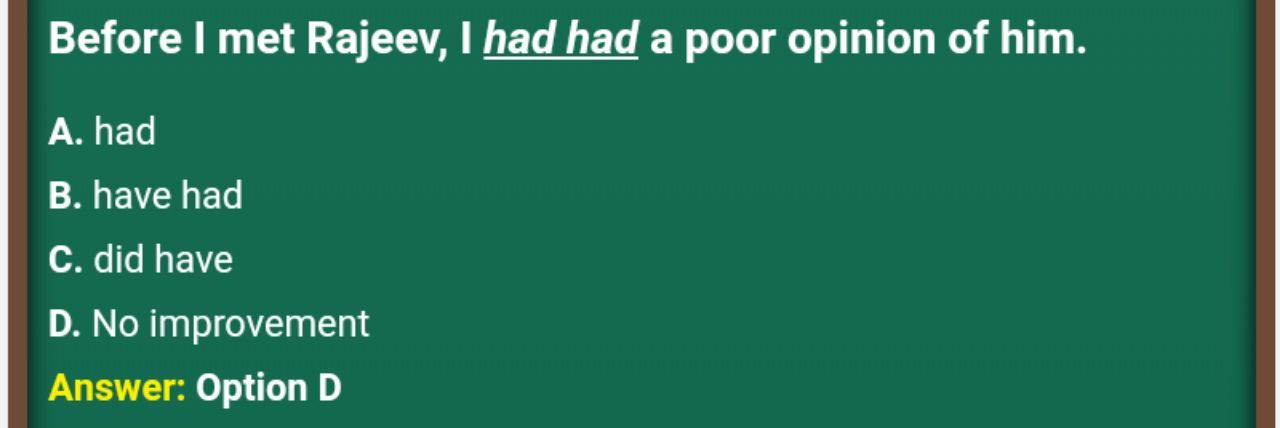 Before I met Rajeev, I had had a poor opinion of him.
A. had
B. have had
C. did have
D. No improvement
Answer: Option D